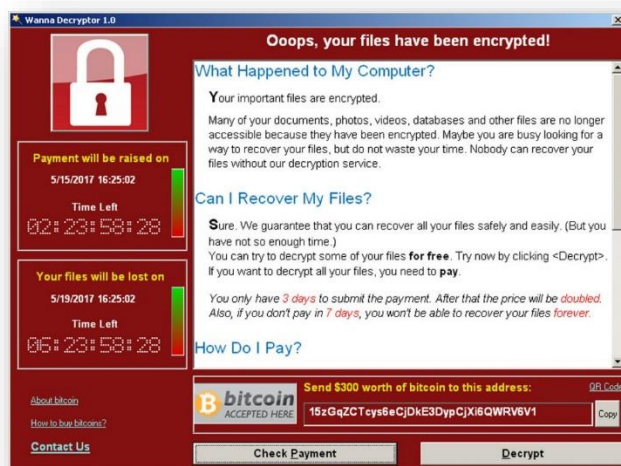 Wanna Decryptor 1.0
Ooops, your files have been encrypted!
Payment will be raised on
5/15/2017 16:25:02
Time Left
02:23:58:28
Your files will be lost on
5/19/2017 16:25:02
Time Left
06:23:58:28
About bitcoin
How to buy bitcoins?
Contact Us
What Happened to My Computer?
Your important files are encrypted.
Many of your documents, photos, videos, databases and other files are no longer
accessible because they have been encrypted. Maybe you are busy looking for a
way to recover your files, but do not waste your time. Nobody can recover your
files without our decryption service.
Can I Recover My Files?
Sure. We guarantee that you can recover all your files safely and easily. (But you
have not so enough time.)
You can try to decrypt some of your files for free. Try now by clicking <Decrypt>.
If you want to decrypt all your files, you need to pay.
You only have 3 days to submit the payment. After that the price will be doubled.
Also, if you don't pay in 7 days, you won't be able to recover your files forever.
How Do I Pay?
bitcoin
ACCEPTED HERE
Send $300 worth of bitcoin to this address:
QR Code
15zGqZCTcys6eCjDkE3DypCjXi6QWRV6V1
Copy
Check Payment
Decrypt